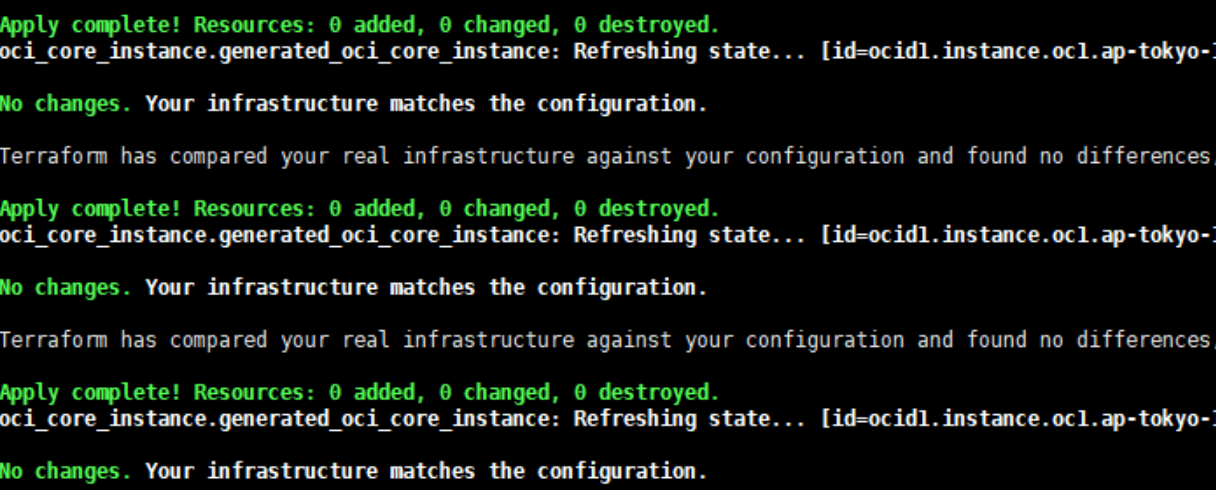 Apply complete! Resources: 0 added, 0 changed, 0 destroyed.
oci_core_instance.generated_oci_core_instance: Refreshing state... [id=ocid1.instance.oc1.ap-tokyo-1
No changes. Your infrastructure matches the configuration.
Terraform has compared your real infrastructure against your configuration and found no differences,
Apply complete! Resources: 0 added, 0 changed, 0 destroyed.
oci_core_instance.generated_oci_core_instance: Refreshing state... [id=ocid1.instance.oc1.ap-tokyo-1
No changes. Your infrastructure matches the configuration.
Terraform has compared your real infrastructure against your configuration and found no differences,
Apply complete! Resources: 0 added, 0 changed, 0 destroyed.
oci_core_instance.generated_oci_core_instance: Refreshing state... [id=ocid1.instance.oc1.ap-tokyo-1
No changes. Your infrastructure matches the configuration.